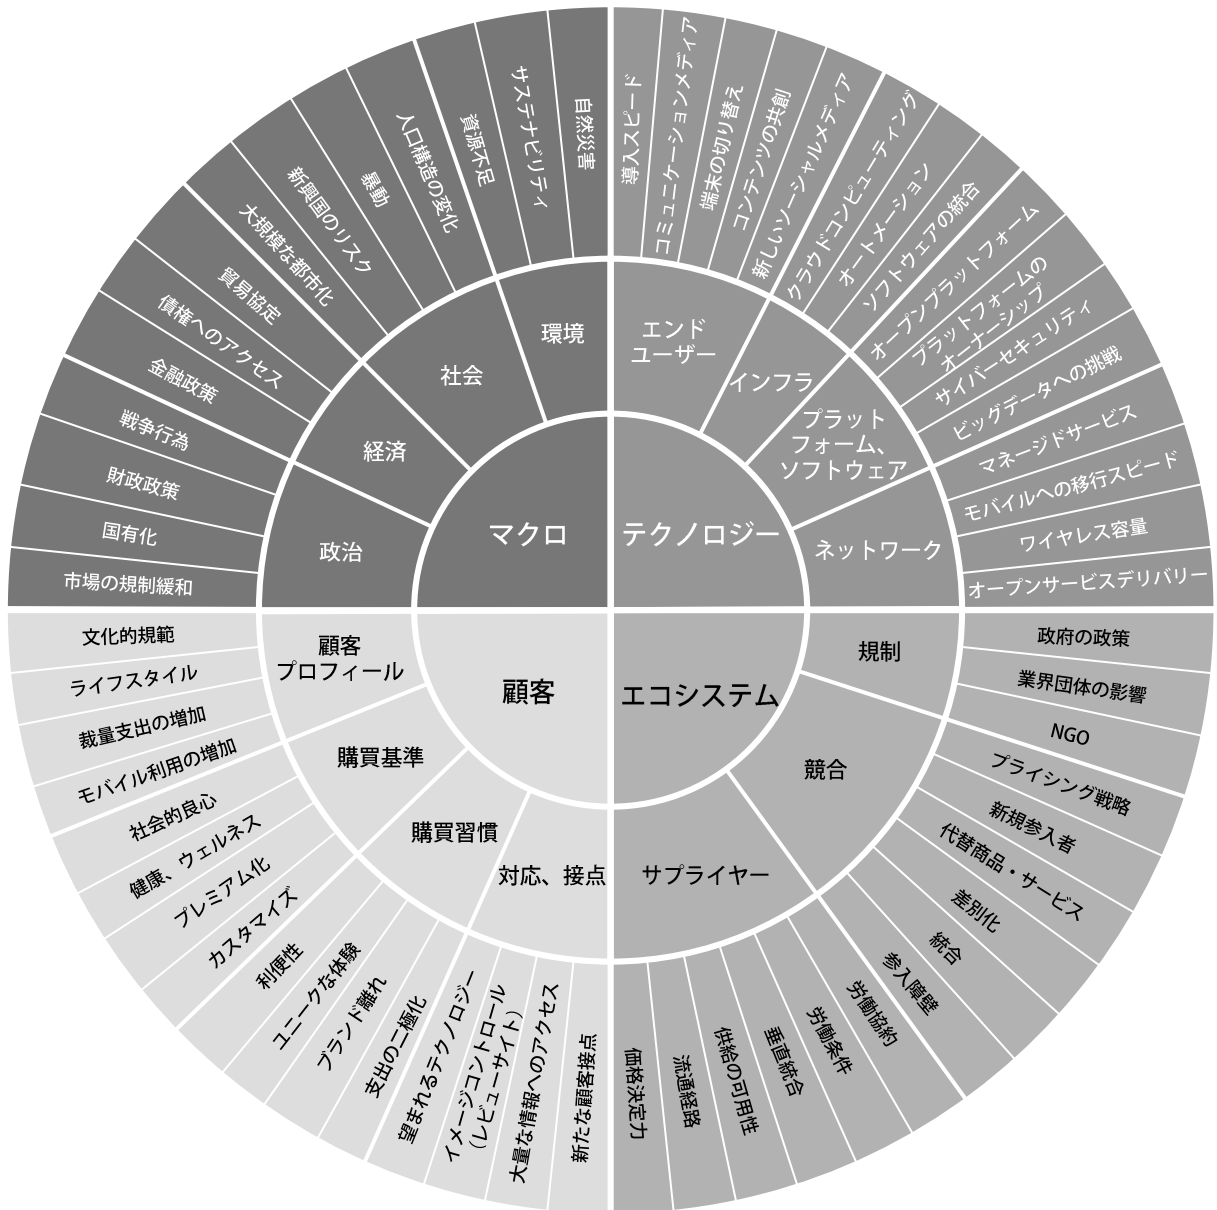 マクロ
環境
自然災害
サステナビリティ
資源不足
社会
人口構造の変化
暴動
新興国のリスク
大規模な都市化
経済
貿易協定
債権へのアクセス
金融政策
政治
戦争行為
財政政策
国有化
市場の規制緩和
テクノロジー
エンド
ユーザー
導入スピード
コミュニケーションメディア
端末の切り替え
コンテンツの共創
新しいソーシャルメディア
インフラ
クラウドコンピューティング
オートメーション
ソフトウェアの統合
プラット
フォーム、
ソフトウェア
オープンプラットフォーム
プラットフォームの
オーナーシップ
サイバーセキュリティ
ビッグデータへの挑戦
ネットワーク
マネージドサービス
モバイルへの移行スピード
ワイヤレス容量
オープンサービスデリバリー
エコシステム
規制
政府の政策
業界団体の影響
NGO
競合
プライシング戦略
新規参入者
代替商品・サービス
差別化
統合
参入障壁
サプライヤー
労働協約
労働条件
垂直統合
供給の可用性
流通経路
価格決定力
顧客
顧客
プロフィール
文化的規範
ライフスタイル
裁量支出の増加
モバイル利用の増加
購買基準
社会的良心
健康、ウェルネス
プレミアム化
カスタマイズ
購買習慣
利便性
ユニークな体験
ブランド離れ
支出の二極化
対応、接点
望まれるテクノロジー
イメージコントロール
（レビューサイト）
大量な情報へのアクセス
新たな顧客接点